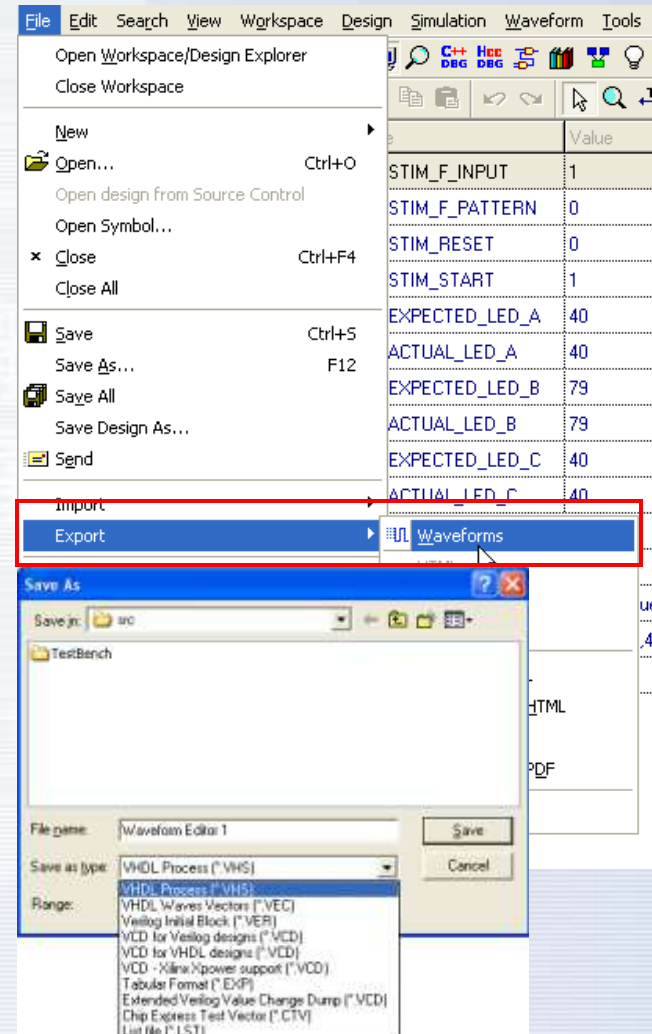 File Edit Search View Workspace Design Simulation Waveform Tools
Open Workspace/Design Explorer
C++ DBG HDL DBG
Close Workspace
New
Value
Open... Ctrl+O
STIM_F_INPUT 1
Open design from Source Control
STIM_F_PATTERN 0
Open Symbol...
STIM_RESET 0
Close Ctrl+F4
STIM_START 1
Close All
EXPECTED_LED_A 40
Save Ctrl+S
ACTUAL_LED_A 40
Save As... F12
EXPECTED_LED_B 79
Save All
ACTUAL_LED_B 79
Save Design As...
EXPECTED_LED_C 40
Send
ACTUAL_LED_C 40
Import
Export
Waveforms
Save As
Save in: src
TestBench
HTML
PDF
File name: Waveform Editor 1 Save
Save as type: VHDL Process (*.VHS) Cancel
Range:
VHDL Process (*.VHS)
VHDL Waves Vectors (*.VEC)
Verilog Initial Block (*.VER)
VCD for Verilog designs (*.VCD)
VCD for VHDL designs (*.VCD)
VCD - Xilinx Xpower support (*.VCD)
Tabular Format (*.EXP)
Extended Verilog Value Change Dump (*.VCD)
Chip Express Test Vector (*.CTV)
List file (*.LST)